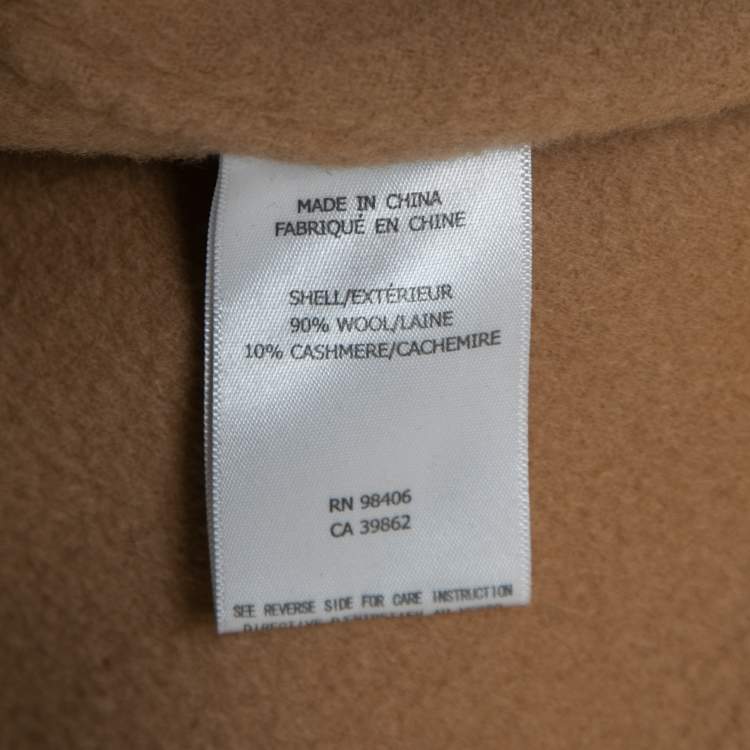 MADE IN CHINA
FABRIQUÉ EN CHINE
SHELL/EXTÉRIEUR
90% WOOL/LAINE
10% CASHMERE/CACHEMIRE
RN 98406
CA 39862
SEE REVERSE SIDE FOR CARE INSTRUCTION